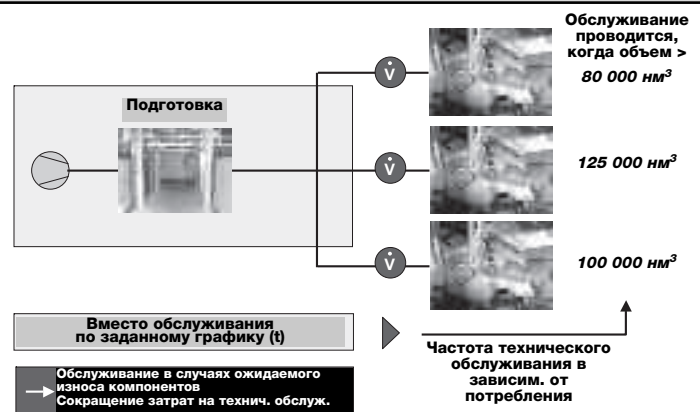 Обслуживание
проводится,
когда объем >
80 000 нм³
Подготовка
V̇
125 000 нм³
V̇
100 000 нм³
V̇
Вместо обслуживания
по заданному графику (t)
Частота технического
обслуживания в
зависим. от
потребления
Обслуживание в случаях ожидаемого
износа компонентов
Сокращение затрат на технич. обслуж.